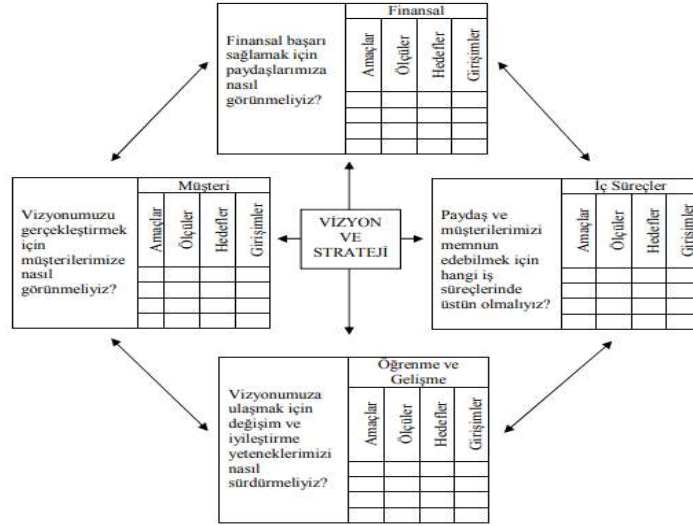 Finansal başarı
sağlamak için
paydaşlarımıza
nasıl
görünmeliyiz?
Finansal
Amaçlar
Ölçüler
Hedefler
Girişimler
Vizyonumuzu
gerçekleştirmek
için
müşterilerimize
nasıl
görünmeliyiz?
Müşteri
Amaçlar
Ölçüler
Hedefler
Girişimler
VİZYON
VE
STRATEJİ
Paydaş ve
müşterilerimizi
memnun
edebilmek için
hangi iş
süreçlerinde
üstün olmalıyız?
İç Süreçler
Amaçlar
Ölçüler
Hedefler
Girişimler
Vizyonumuza
ulaşmak için
değişim ve
iyileştirme
yeteneklerimizi
nasıl
sürdürmeliyiz?
Öğrenme ve
Gelişme
Amaçlar
Ölçüler
Hedefler
Girişimler